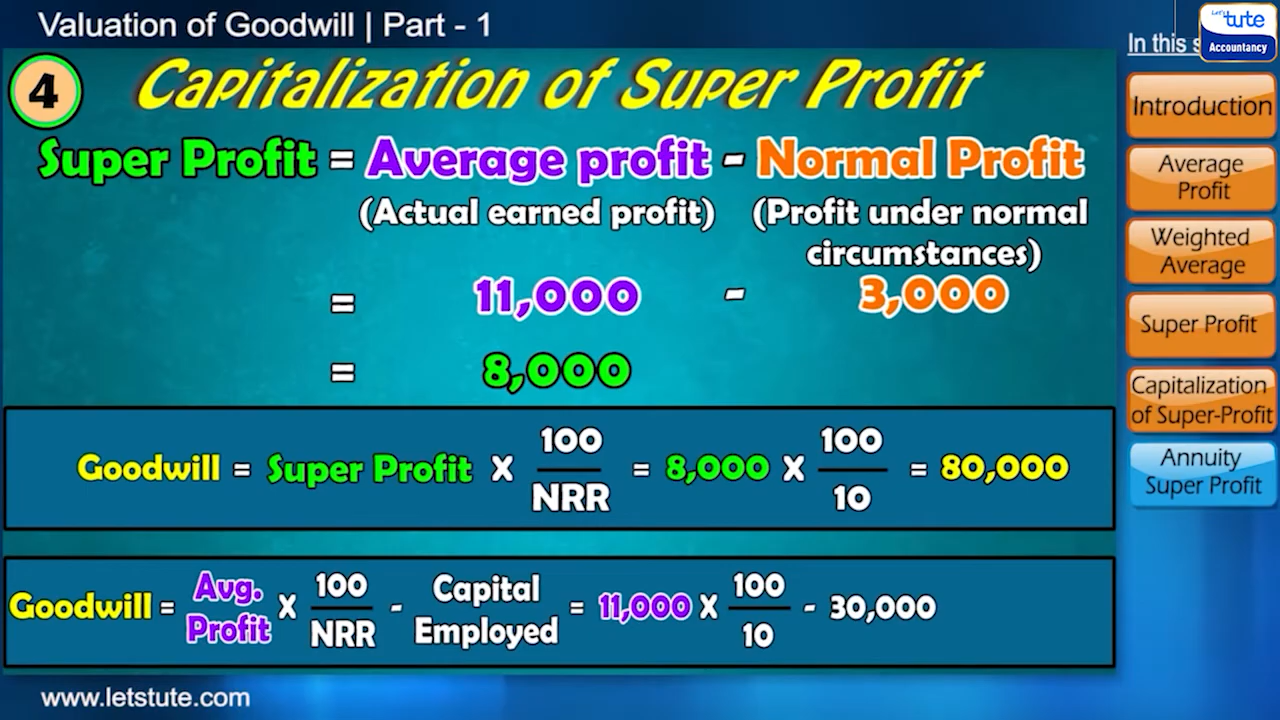 Valuation of Goodwill | Part - 1
Let's tute
Accountancy
In this s
4
Capitalization of Super Profit
Super Profit = Average profit - Normal Profit
(Actual earned profit) (Profit under normal
circumstances)
= 11,000 - 3,000
= 8,000
Goodwill = Super Profit X 100/NRR = 8,000 X 100/10 = 80,000
Goodwill = Avg. Profit X 100/NRR - Capital Employed = 11,000 X 100/10 - 30,000
Introduction
Average
Profit
Weighted
Average
Super Profit
Capitalization
of Super-Profit
Annuity
Super Profit
www.letstute.com